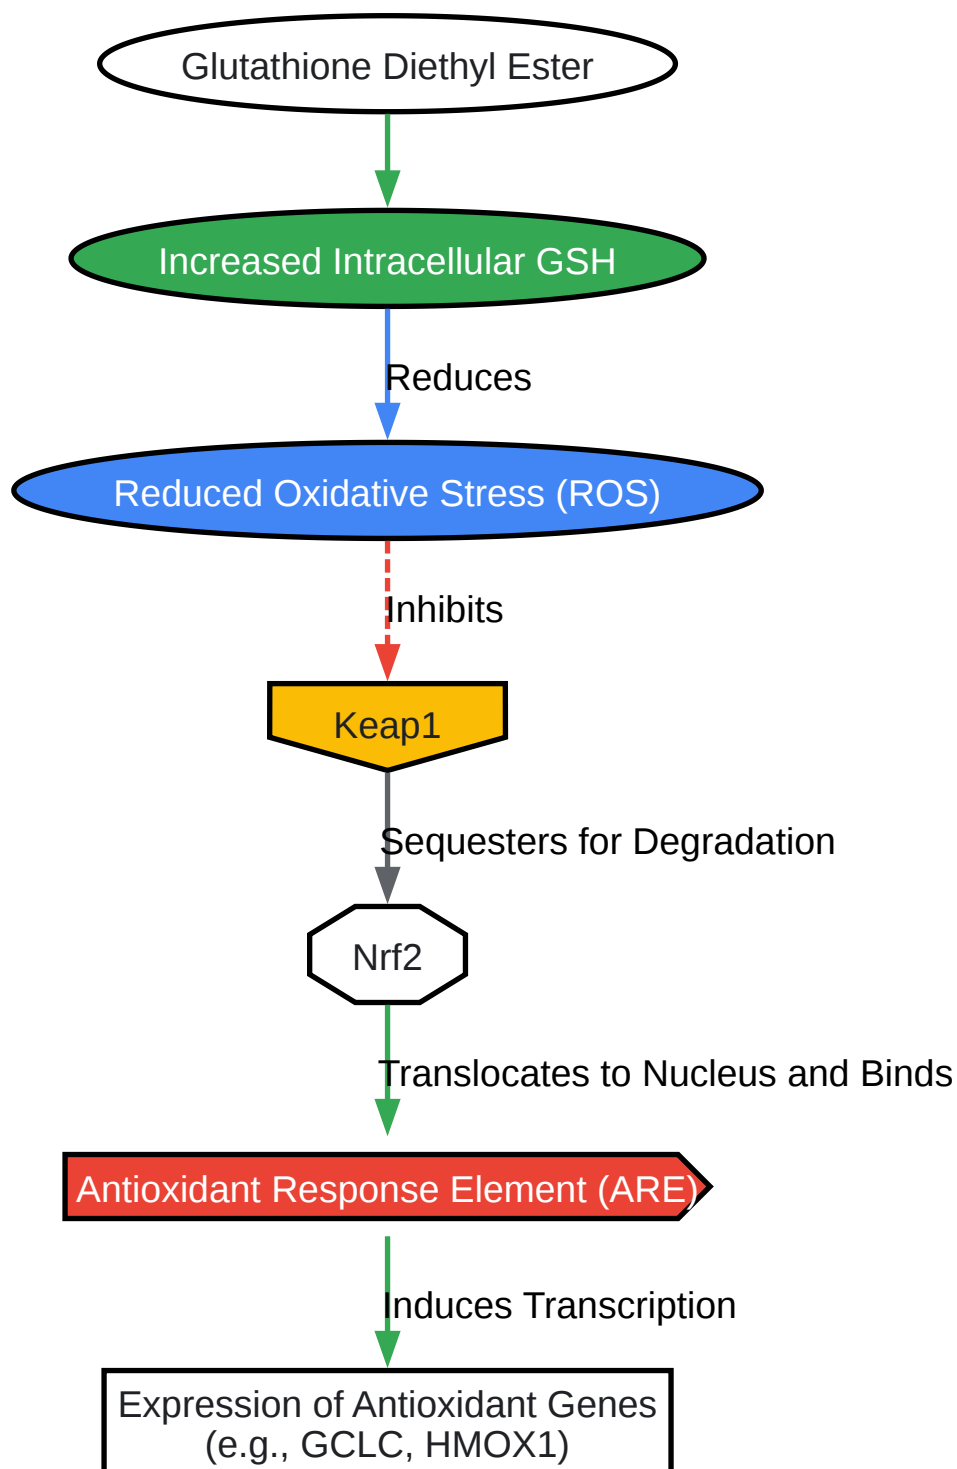 Glutathione Diethyl Ester
Increased Intracellular GSH
Reduces
Reduced Oxidative Stress (ROS)
Inhibits
Keap1
Sequesters for Degradation
Nrf2
Translocates to Nucleus and Binds
Antioxidant Response Element (ARE)
Induces Transcription
Expression of Antioxidant Genes
(e.g., GCLC, HMOX1)